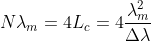 Nλ_m = 4L_c = 4 λ_m^2 / Δλ